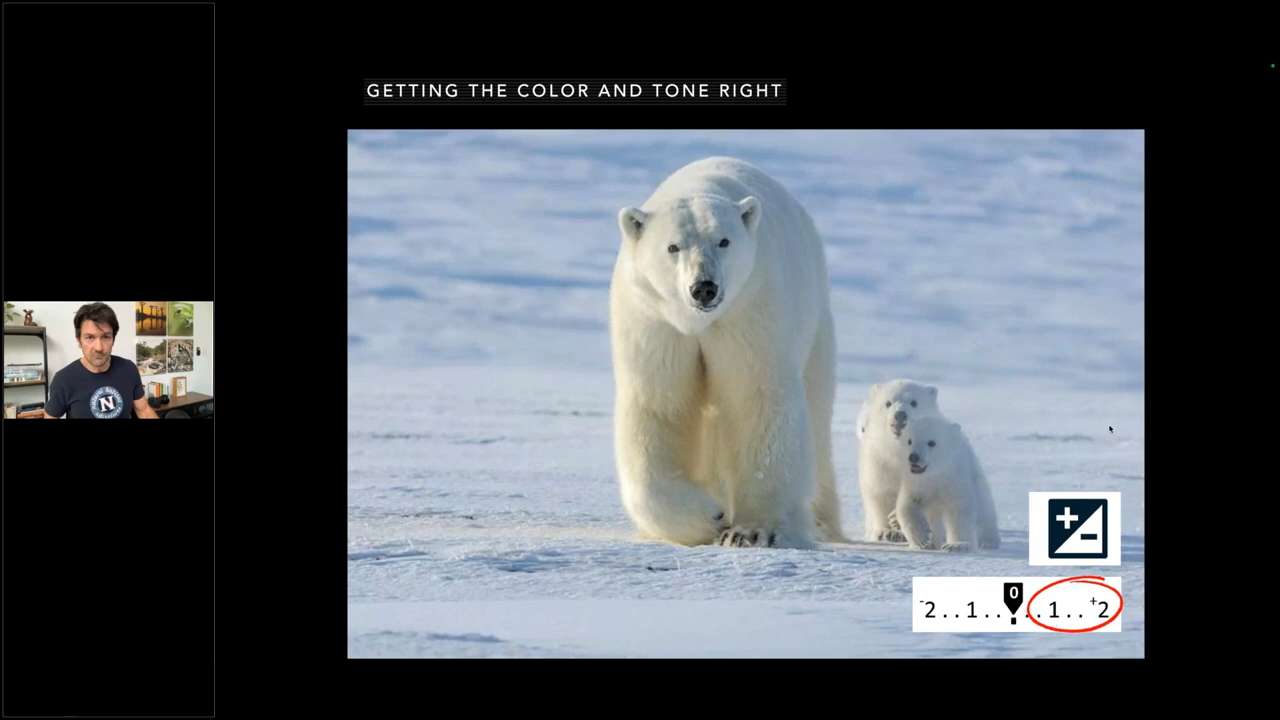 GETTING THE COLOR AND TONE RIGHT
N
+ -
0
-2..1....1..+2